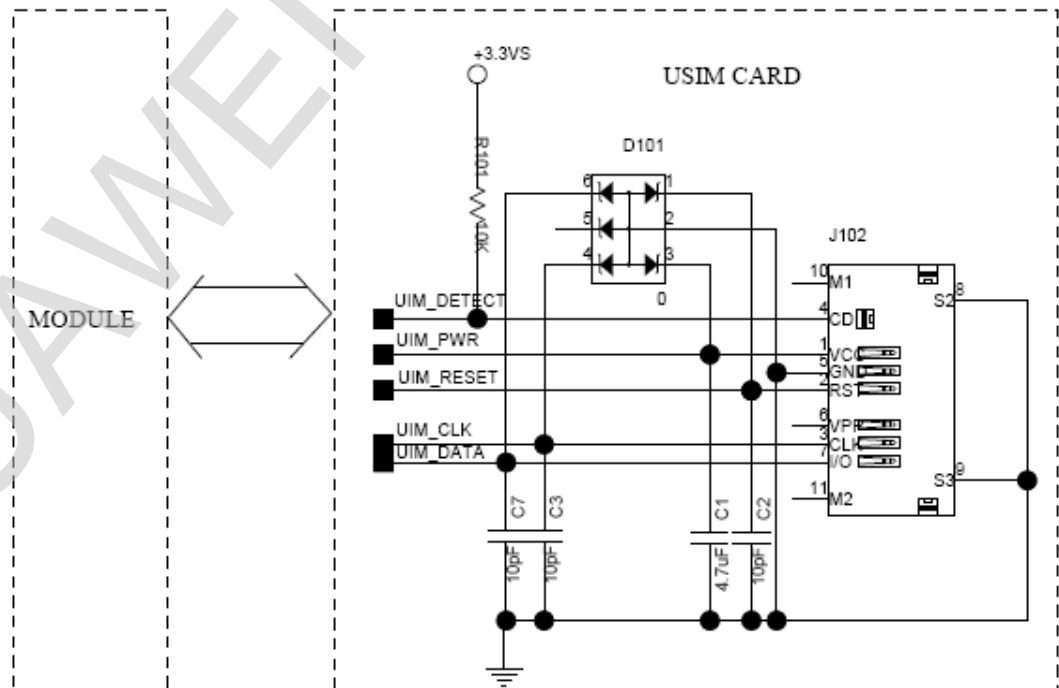 +3.3VS
USIM CARD
R101
10K
D101
6
1
5
2
4
3
0
J102
10
M1
8
S2
UIM_DETECT
4
CD
MODULE
UIM_PWR
1
VCC
5
GND
UIM_RESET
2
RST
6
VPP
UIM_CLK
3
CLK
UIM_DATA
7
I/O
9
S3
11
M2
C7
C3
C1
C2
10pF
10pF
4.7uF
10pF